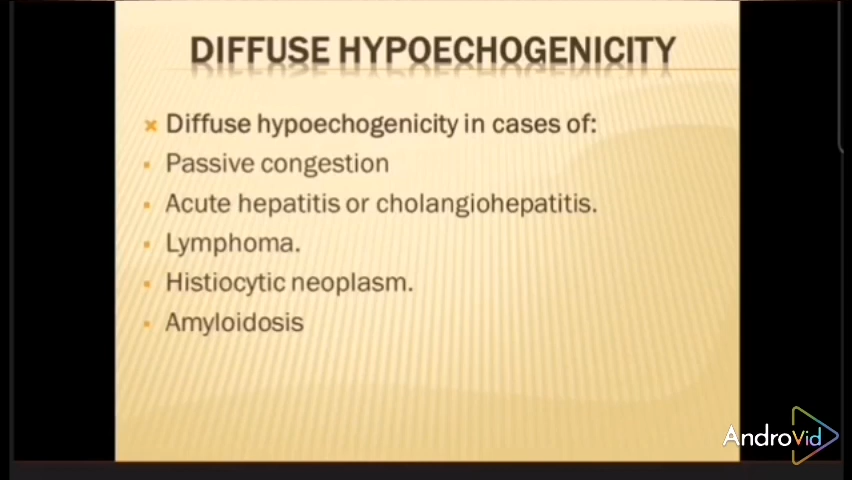 DIFFUSE HYPOECHOGENICITY
Diffuse hypoechogenicity in cases of:
Passive congestion
Acute hepatitis or cholangiohepatitis.
Lymphoma.
Histiocytic neoplasm.
Amyloidosis
AndroVid